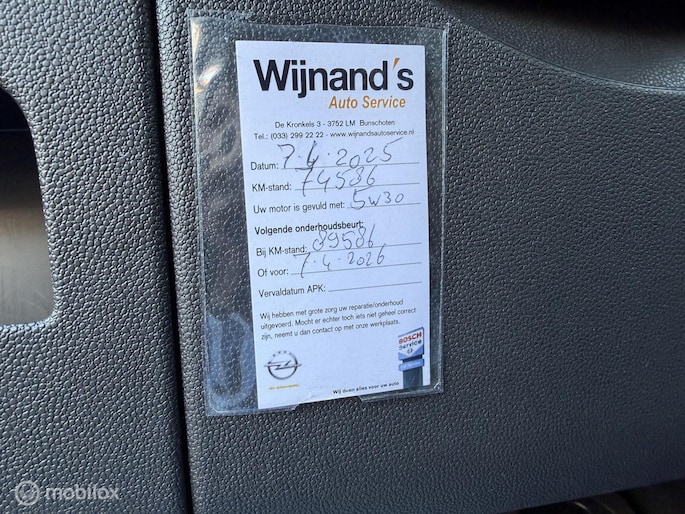 Wijnand's
Auto Service
De Kronkels 3 - 3752 LM Bunschoten
Tel.: (033) 299 22 22 - www.wijnandsautoservice.nl
Datum: 7.4.2025
KM-stand: 74586
Uw motor is gevuld met: 5w30
Volgende onderhoudsbeurt:
Bij KM-stand: 89586
Of voor: 7.4.2026
Vervaldatum APK:
Wij hebben met grote zorg uw reparatie/onderhoud
uitgevoerd. Mocht er echter toch iets niet geheel correct
zijn, neemt u dan contact op met onze werkplaats.
BOSCH
Service
Wij doen alles voor uw auto
mobilox